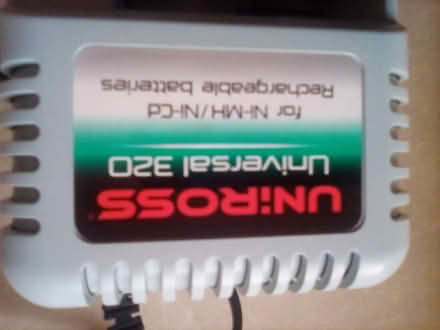 UNiROSS®
Universal 320
for Ni-MH/Ni-Cd
Rechargeable batteries